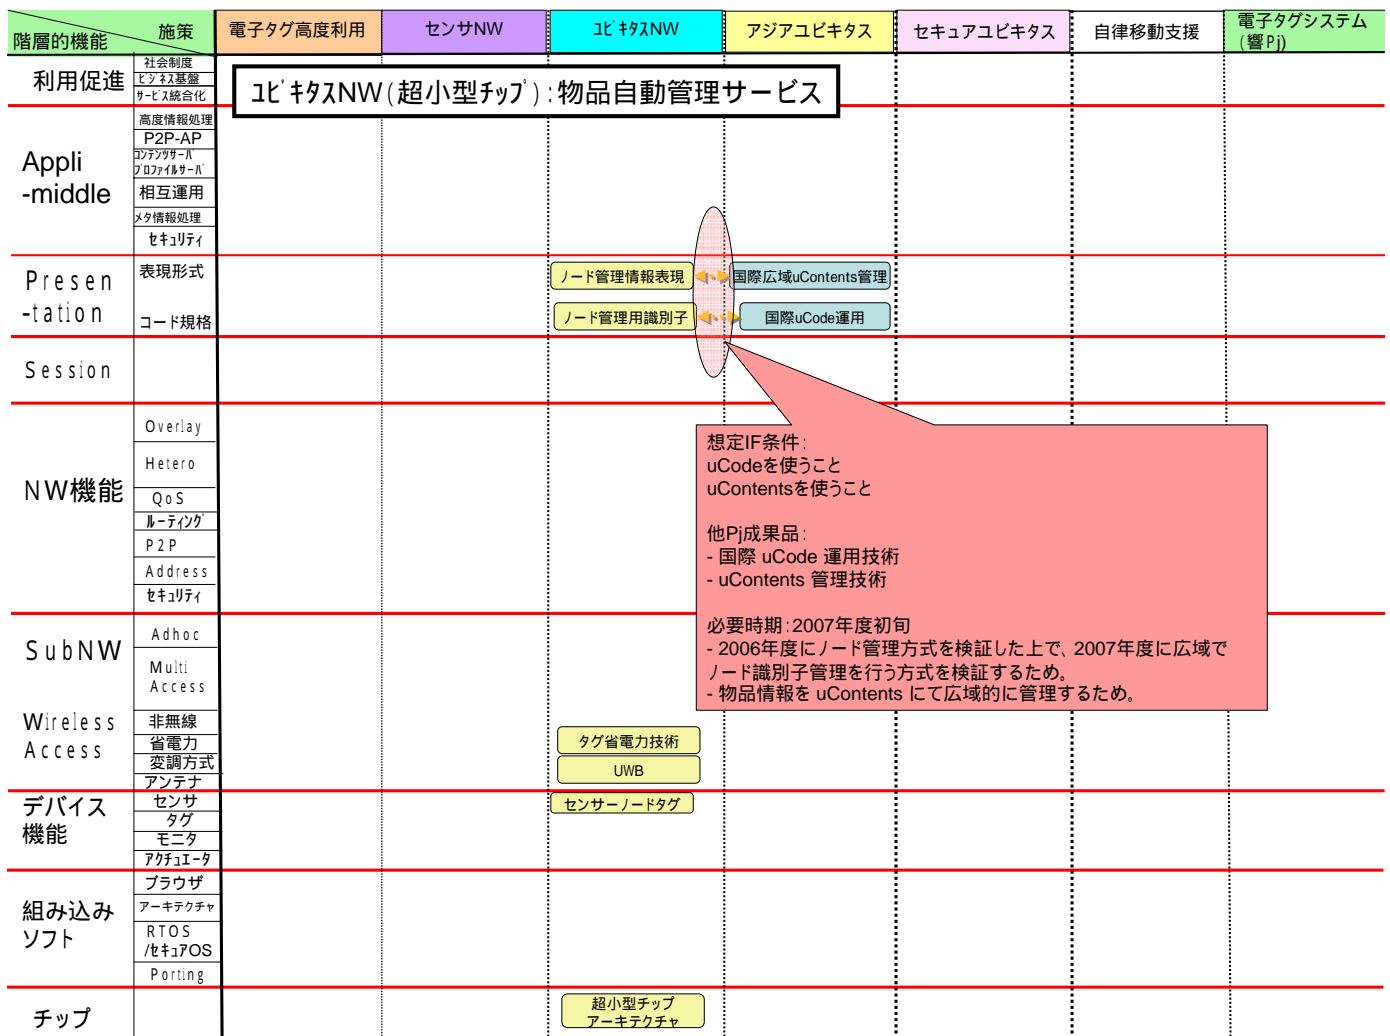 階層的機能
施策
電子タグ高度利用
センサNW
ﾕﾋﾞｷﾀｽNW
アジアユビキタス
セキュアユビキタス
自律移動支援
電子タグシステム
(響Pj)
ﾕﾋﾞｷﾀｽNW(超小型ﾁｯﾌﾟ):物品自動管理サービス
利用促進
社会制度
ﾋﾞｼﾞﾈｽ基盤
ｻｰﾋﾞｽ統合化
Appli
-middle
高度情報処理
P2P-AP
ｺﾝﾃﾝﾂｻｰﾊﾞ
ﾌﾟﾛﾌｧｲﾙｻｰﾊﾞ
相互運用
ﾒﾀ情報処理
ｾｷｭﾘﾃｨ
Presen
-tation
表現形式
ノード管理情報表現
国際広域uContents管理
コード規格
ノード管理用識別子
国際uCode運用
Session
NW機能
Overlay
Hetero
QoS
ﾙｰﾃｨﾝｸﾞ
P2P
Address
ｾｷｭﾘﾃｨ
想定IF条件:
uCodeを使うこと
uContentsを使うこと
他Pj成果品:
- 国際 uCode 運用技術
- uContents 管理技術
必要時期:2007年度初旬
- 2006年度にノード管理方式を検証した上で、2007年度に広域で
ノード識別子管理を行う方式を検証するため。
- 物品情報を uContents にて広域的に管理するため。
SubNW
Adhoc
Multi
Access
Wireless
Access
非無線
省電力
変調方式
アンテナ
タグ省電力技術
UWB
デバイス
機能
センサ
タグ
モニタ
ｱｸﾁｭｴｰﾀ
センサーノードタグ
組み込み
ソフト
ブラウザ
アーキテクチャ
RTOS
/ｾｷｭｱOS
Porting
チップ
超小型チップ
アーキテクチャ